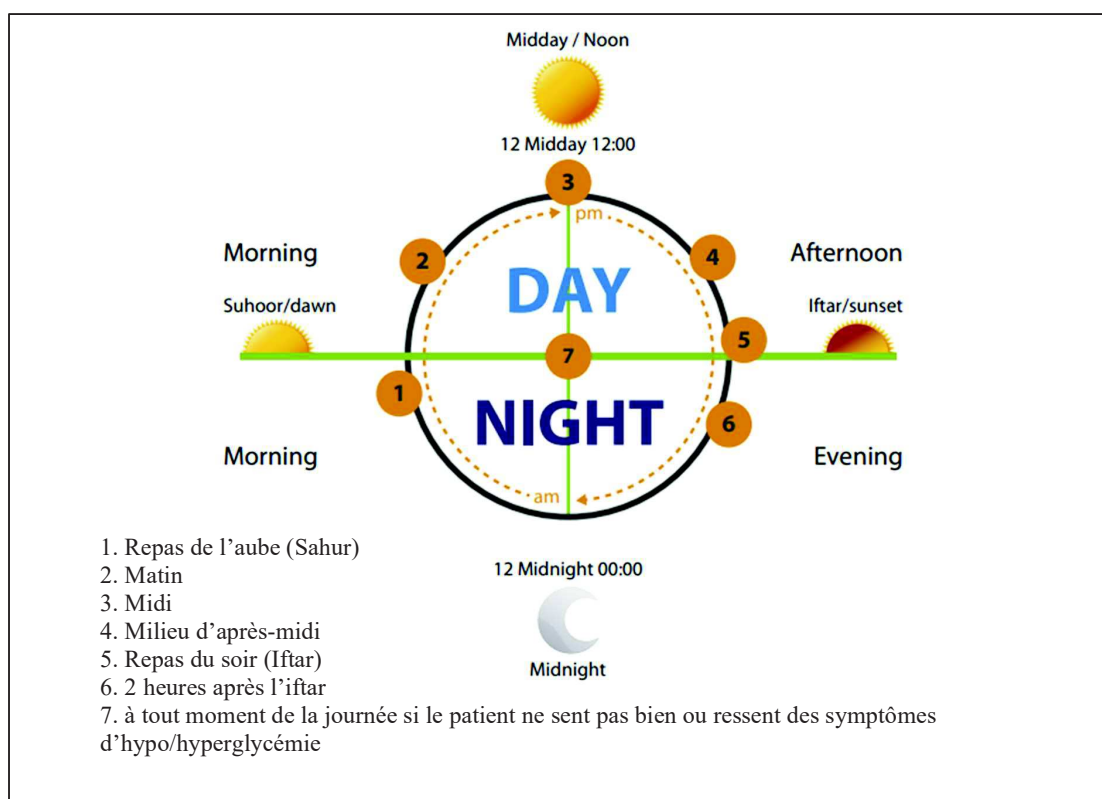 Midday / Noon
12 Midday 12:00
3
pm
2
4
Morning
Afternoon
DAY
Suhoor/dawn
Iftar/sunset
5
7
1
NIGHT
6
Morning
Evening
am
1. Repas de l’aube (Sahur)
12 Midnight 00:00
2. Matin
3. Midi
4. Milieu d’après-midi
Midnight
5. Repas du soir (Iftar)
6. 2 heures après l’iftar
7. à tout moment de la journée si le patient ne sent pas bien ou ressent des symptômes
d’hypo/hyperglycémie